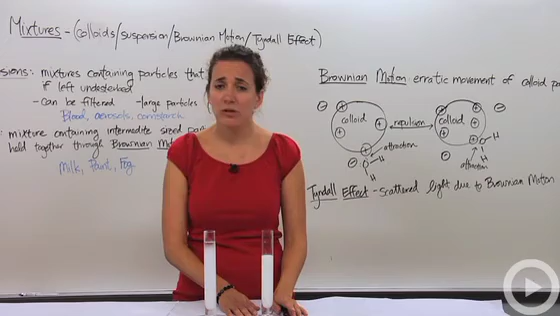 Mixtures - (colloids/suspension/Brownian Motion/Tyndall Effect)
sions: mixtures containing particles that
if left undisturbed
- can be filtered - large particles
Blood, aerosols, cornstarch
: mixture containing intermediate sized part
held together through Brownian Mo
Milk, Paint, Fog
Brownian Motion: erratic movement of colloid pa
colloid
repulsion
colloid
attraction
H
H
attraction
H
H
Tyndall Effect - scattered light due to Brownian Motion